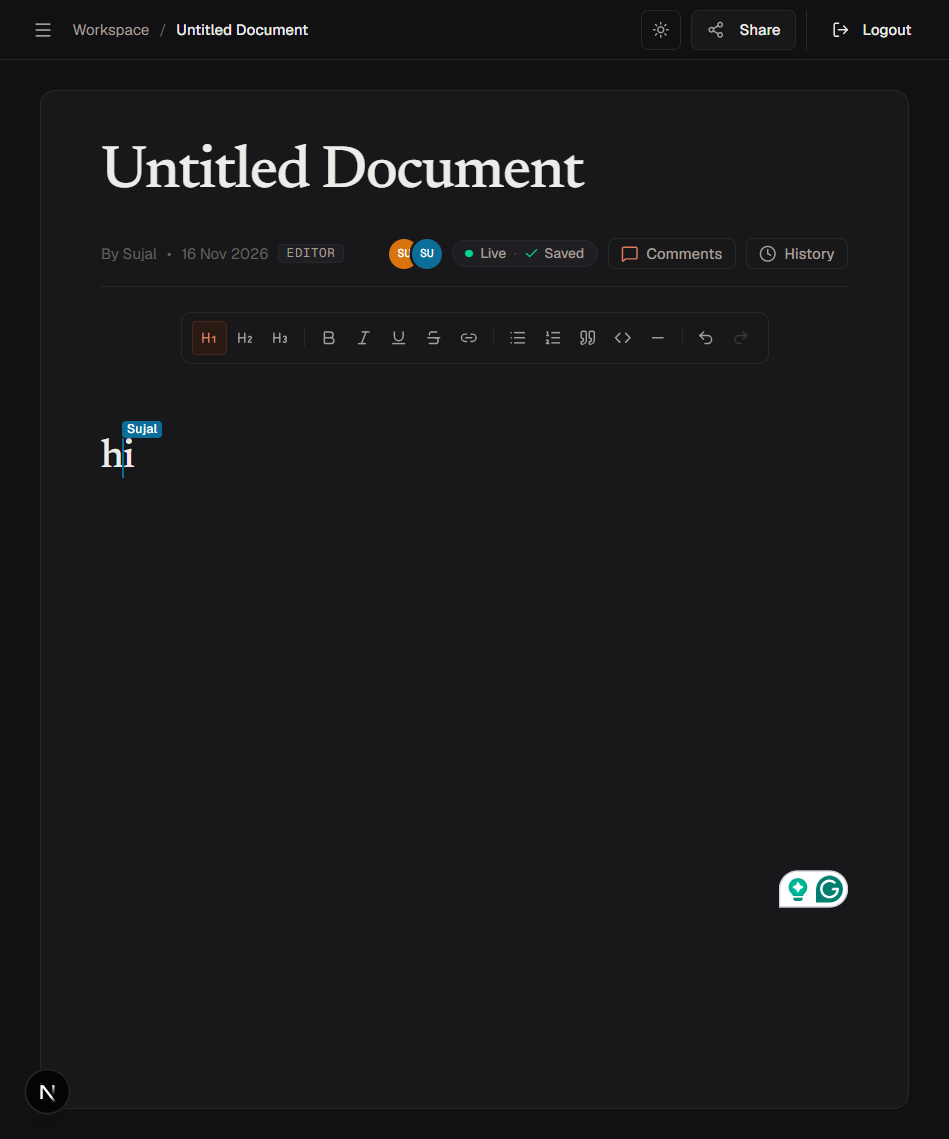 Workspace / Untitled Document
Share
Logout
Untitled Document
By Sujal • 16 Nov 2026 EDITOR
SU SU
Live · Saved
Comments
History
H1 H2 H3 B I U S
Sujal
hi
G
N